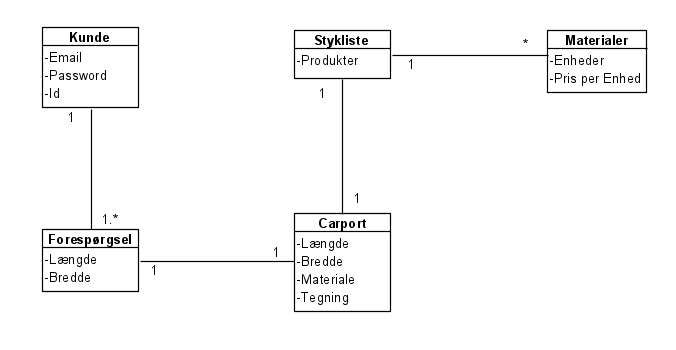 Kunde
-Email
-Password
-Id
1
1.*
Forespørgsel
-Længde
-Bredde
1
1
Carport
-Længde
-Bredde
-Materiale
-Tegning
1
1
Stykliste
-Produkter
1
*
Materialer
-Enheder
-Pris per Enhed